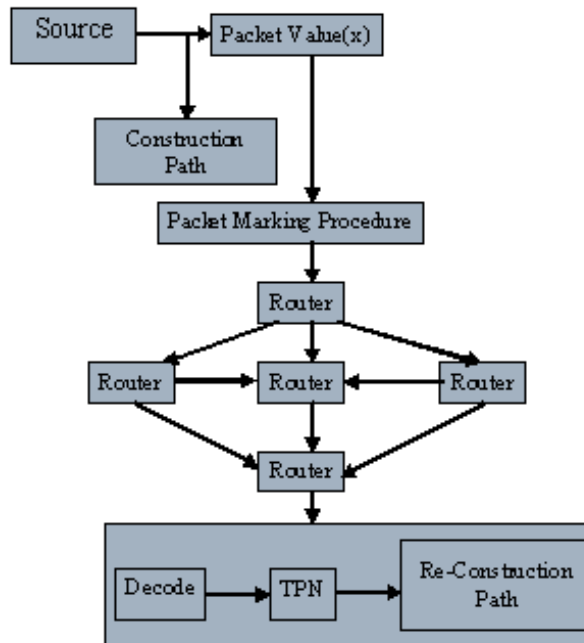 Source
Packet Value(x)
Construction
Path
Packet Marking Procedure
Router
Router
Router
Router
Router
Decode
TPN
Re-Construction
Path